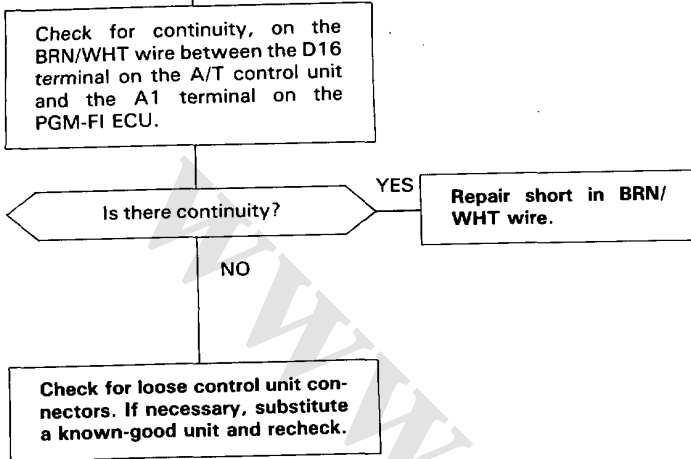 Check for continuity, on the
BRN/WHT wire between the D16
terminal on the A/T control unit
and the A1 terminal on the
PGM-FI ECU.
Is there continuity?
YES
Repair short in BRN/
WHT wire.
NO
Check for loose control unit con-
nectors. If necessary, substitute
a known-good unit and recheck.
WWW